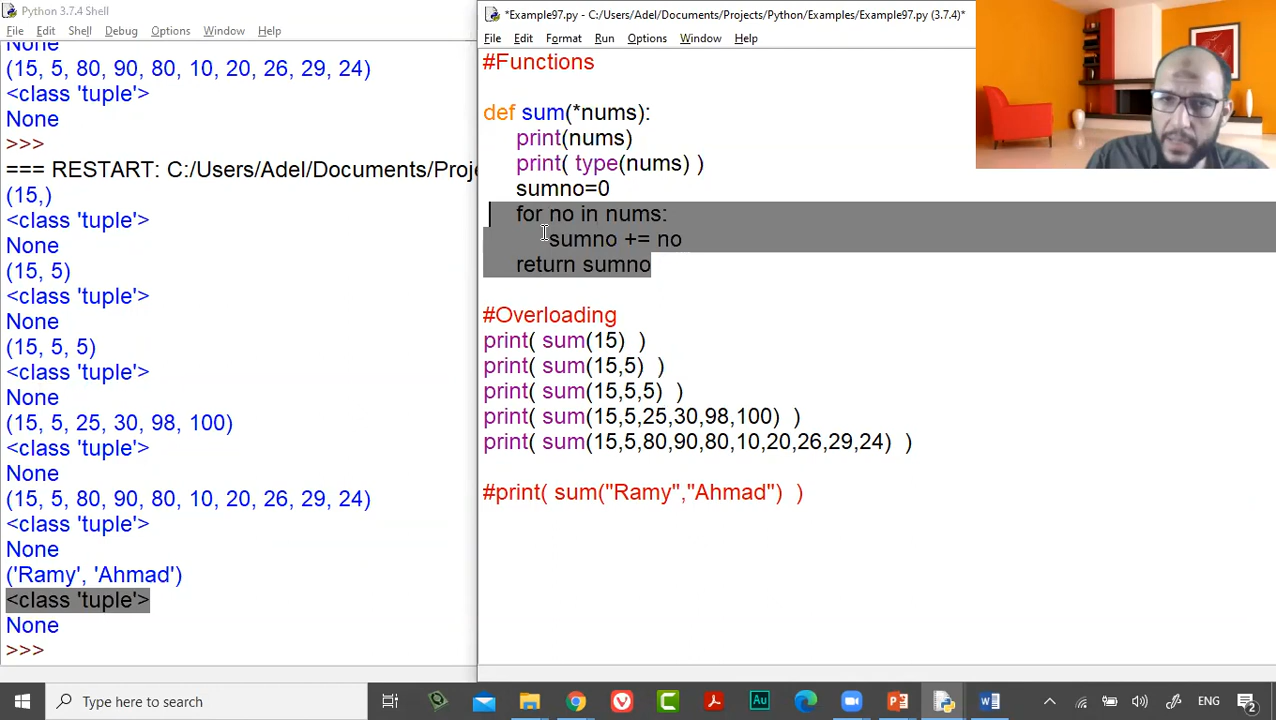 Python 3.7.4 Shell
File Edit Shell Debug Options Window Help
None
(15, 5, 80, 90, 80, 10, 20, 26, 29, 24)
<class 'tuple'>
None
>>>
=== RESTART: C:/Users/Adel/Documents/Proje
(15,)
<class 'tuple'>
None
(15, 5)
<class 'tuple'>
None
(15, 5, 5)
<class 'tuple'>
None
(15, 5, 25, 30, 98, 100)
<class 'tuple'>
None
(15, 5, 80, 90, 80, 10, 20, 26, 29, 24)
<class 'tuple'>
None
('Ramy', 'Ahmad')
<class 'tuple'>
None
>>>
*Example97.py - C:/Users/Adel/Documents/Projects/Python/Examples/Example97.py (3.7.4)*
File Edit Format Run Options Window Help
#Functions
def sum(*nums):
print(nums)
print( type(nums) )
sumno=0
for no in nums:
sumno += no
return sumno
#Overloading
print( sum(15) )
print( sum(15,5) )
print( sum(15,5,5) )
print( sum(15,5,25,30,98,100) )
print( sum(15,5,80,90,80,10,20,26,29,24) )
#print( sum("Ramy","Ahmad") )
Type here to search
ENG
2